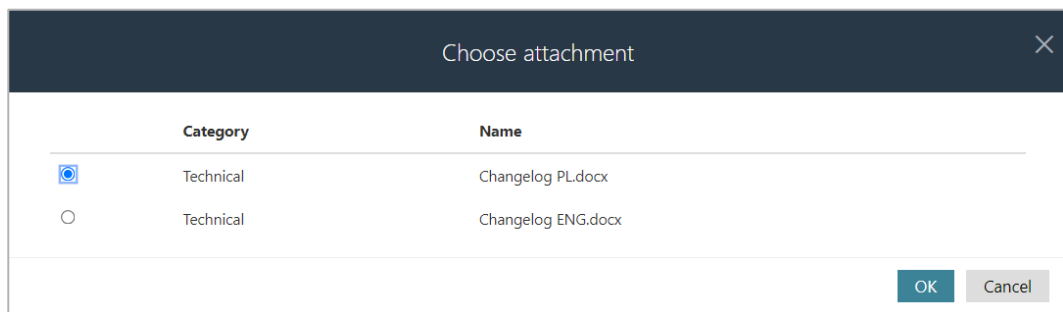 Choose attachment
Category Name
Technical Changelog PL.docx
Technical Changelog ENG.docx
OK Cancel